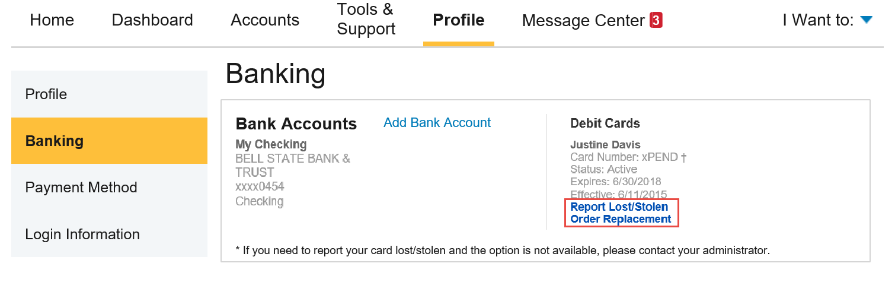 Home
Dashboard
Accounts
Tools &
Support
Profile
Message Center 3
I Want to:
Profile
Banking
Payment Method
Login Information
Banking
Bank Accounts
Add Bank Account
My Checking
BELL STATE BANK &
TRUST
xxxx0454
Checking
Debit Cards
Justine Davis
Card Number: xPEND †
Status: Active
Expires: 6/30/2018
Effective: 6/11/2015
Report Lost/Stolen
Order Replacement
* If you need to report your card lost/stolen and the option is not available, please contact your administrator.